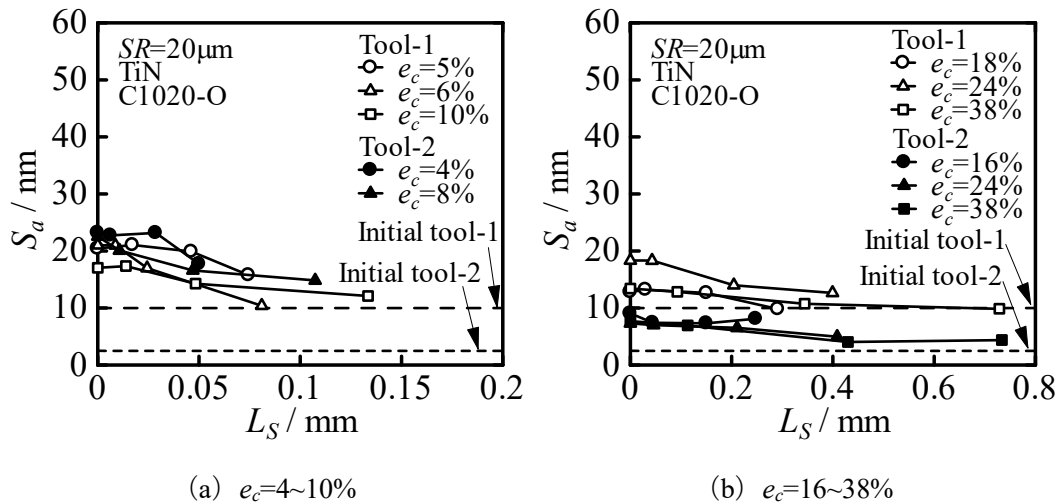 60
50
40
30
20
10
0
S_a / nm
SR=20μm
TiN
C1020-O
Tool-1
e_c=5%
e_c=6%
e_c=10%
Tool-2
e_c=4%
e_c=8%
Initial tool-1
Initial tool-2
0 0.05 0.1 0.15 0.2
L_S / mm
(a) e_c=4~10%
60
50
40
30
20
10
0
S_a / nm
SR=20μm
TiN
C1020-O
Tool-1
e_c=18%
e_c=24%
e_c=38%
Tool-2
e_c=16%
e_c=24%
e_c=38%
Initial tool-1
Initial tool-2
0 0.2 0.4 0.6 0.8
L_S / mm
(b) e_c=16~38%